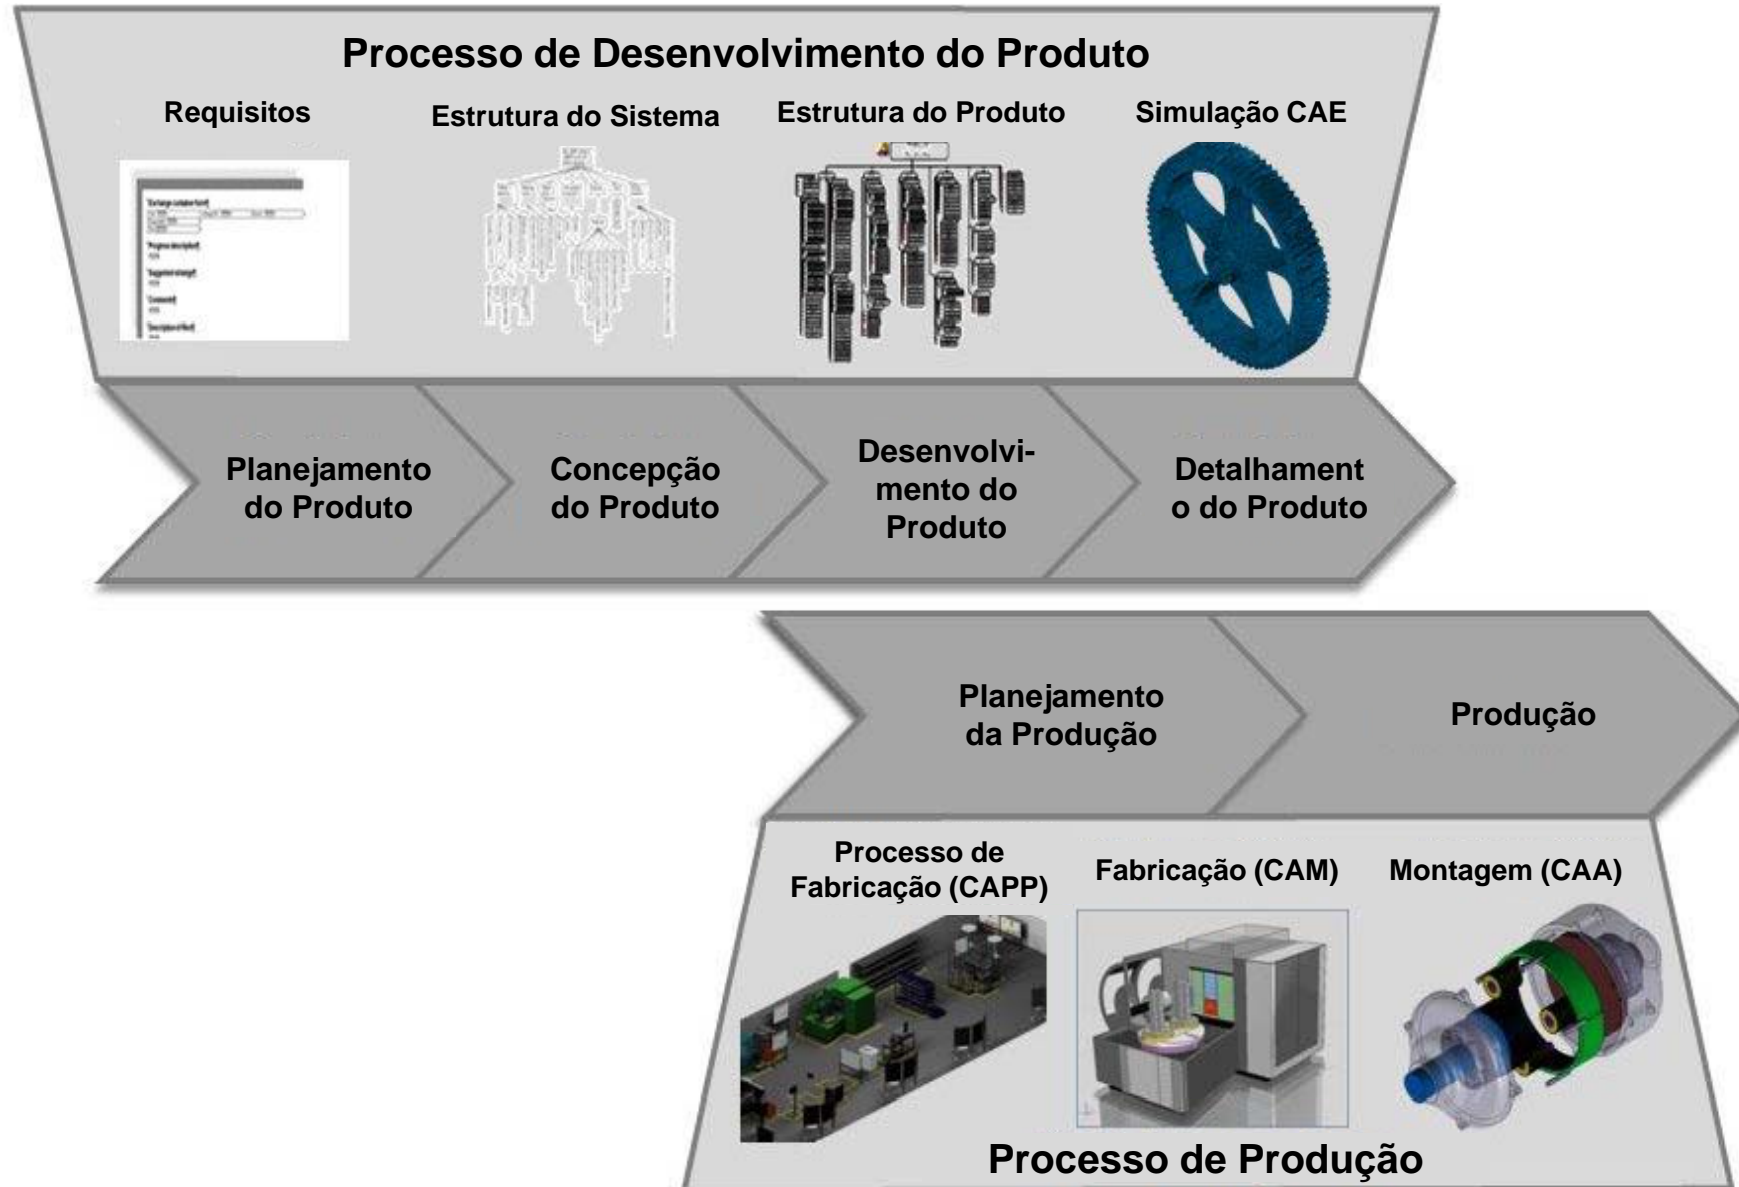 Processo de Desenvolvimento do Produto
Requisitos
Estrutura do Sistema
Estrutura do Produto
Simulação CAE
Planejamento
do Produto
Concepção
do Produto
Desenvolvi-
mento do
Produto
Detalhament
o do Produto
Planejamento
da Produção
Produção
Processo de
Fabricação (CAPP)
Fabricação (CAM)
Montagem (CAA)
Processo de Produção